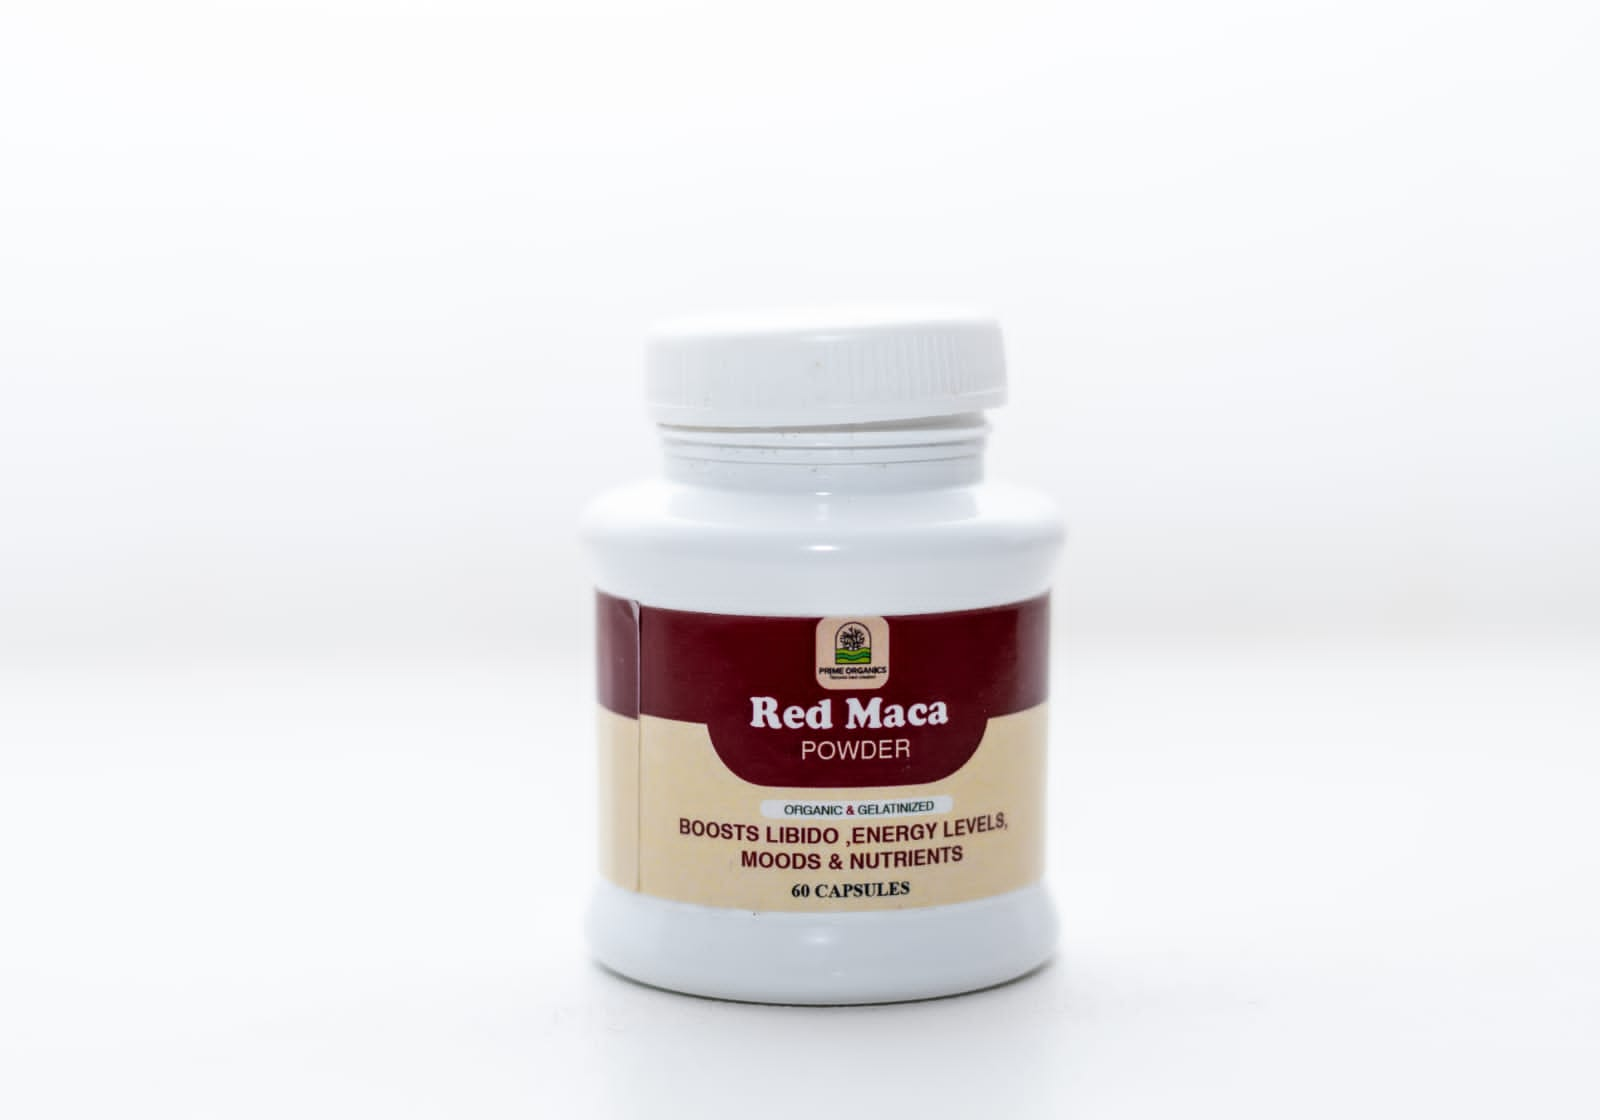 PRIME ORGANICS
Red Maca
POWDER
ORGANIC & GELATINIZED
BOOSTS LIBIDO ,ENERGY LEVELS,
MOODS & NUTRIENTS
60 CAPSULES